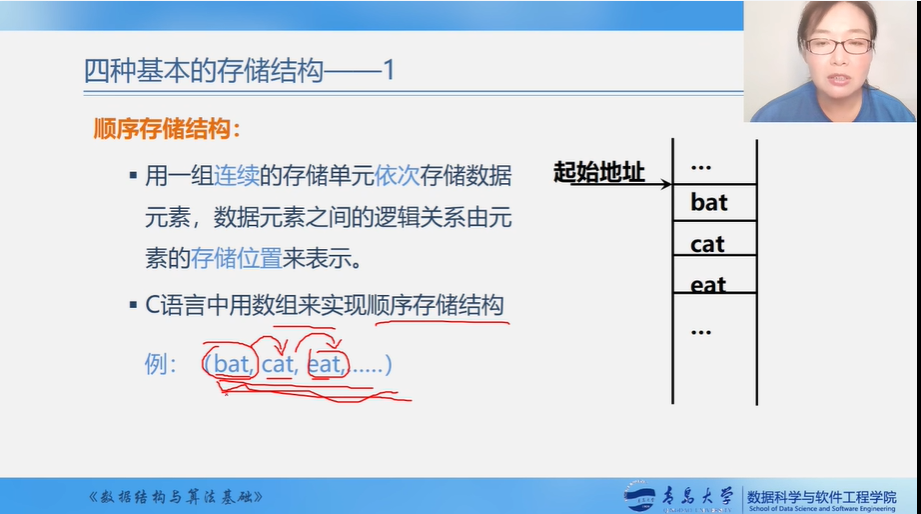 四种基本的存储结构——1
顺序存储结构：
▪ 用一组连续的存储单元依次存储数据
元素，数据元素之间的逻辑关系由元
素的存储位置来表示。
▪ C语言中用数组来实现顺序存储结构
例：（bat, cat, eat,……）
起始地址
…
bat
cat
eat
…
《数据结构与算法基础》
青岛大学
数据科学与软件工程学院
School of Data Science and Software Engineering